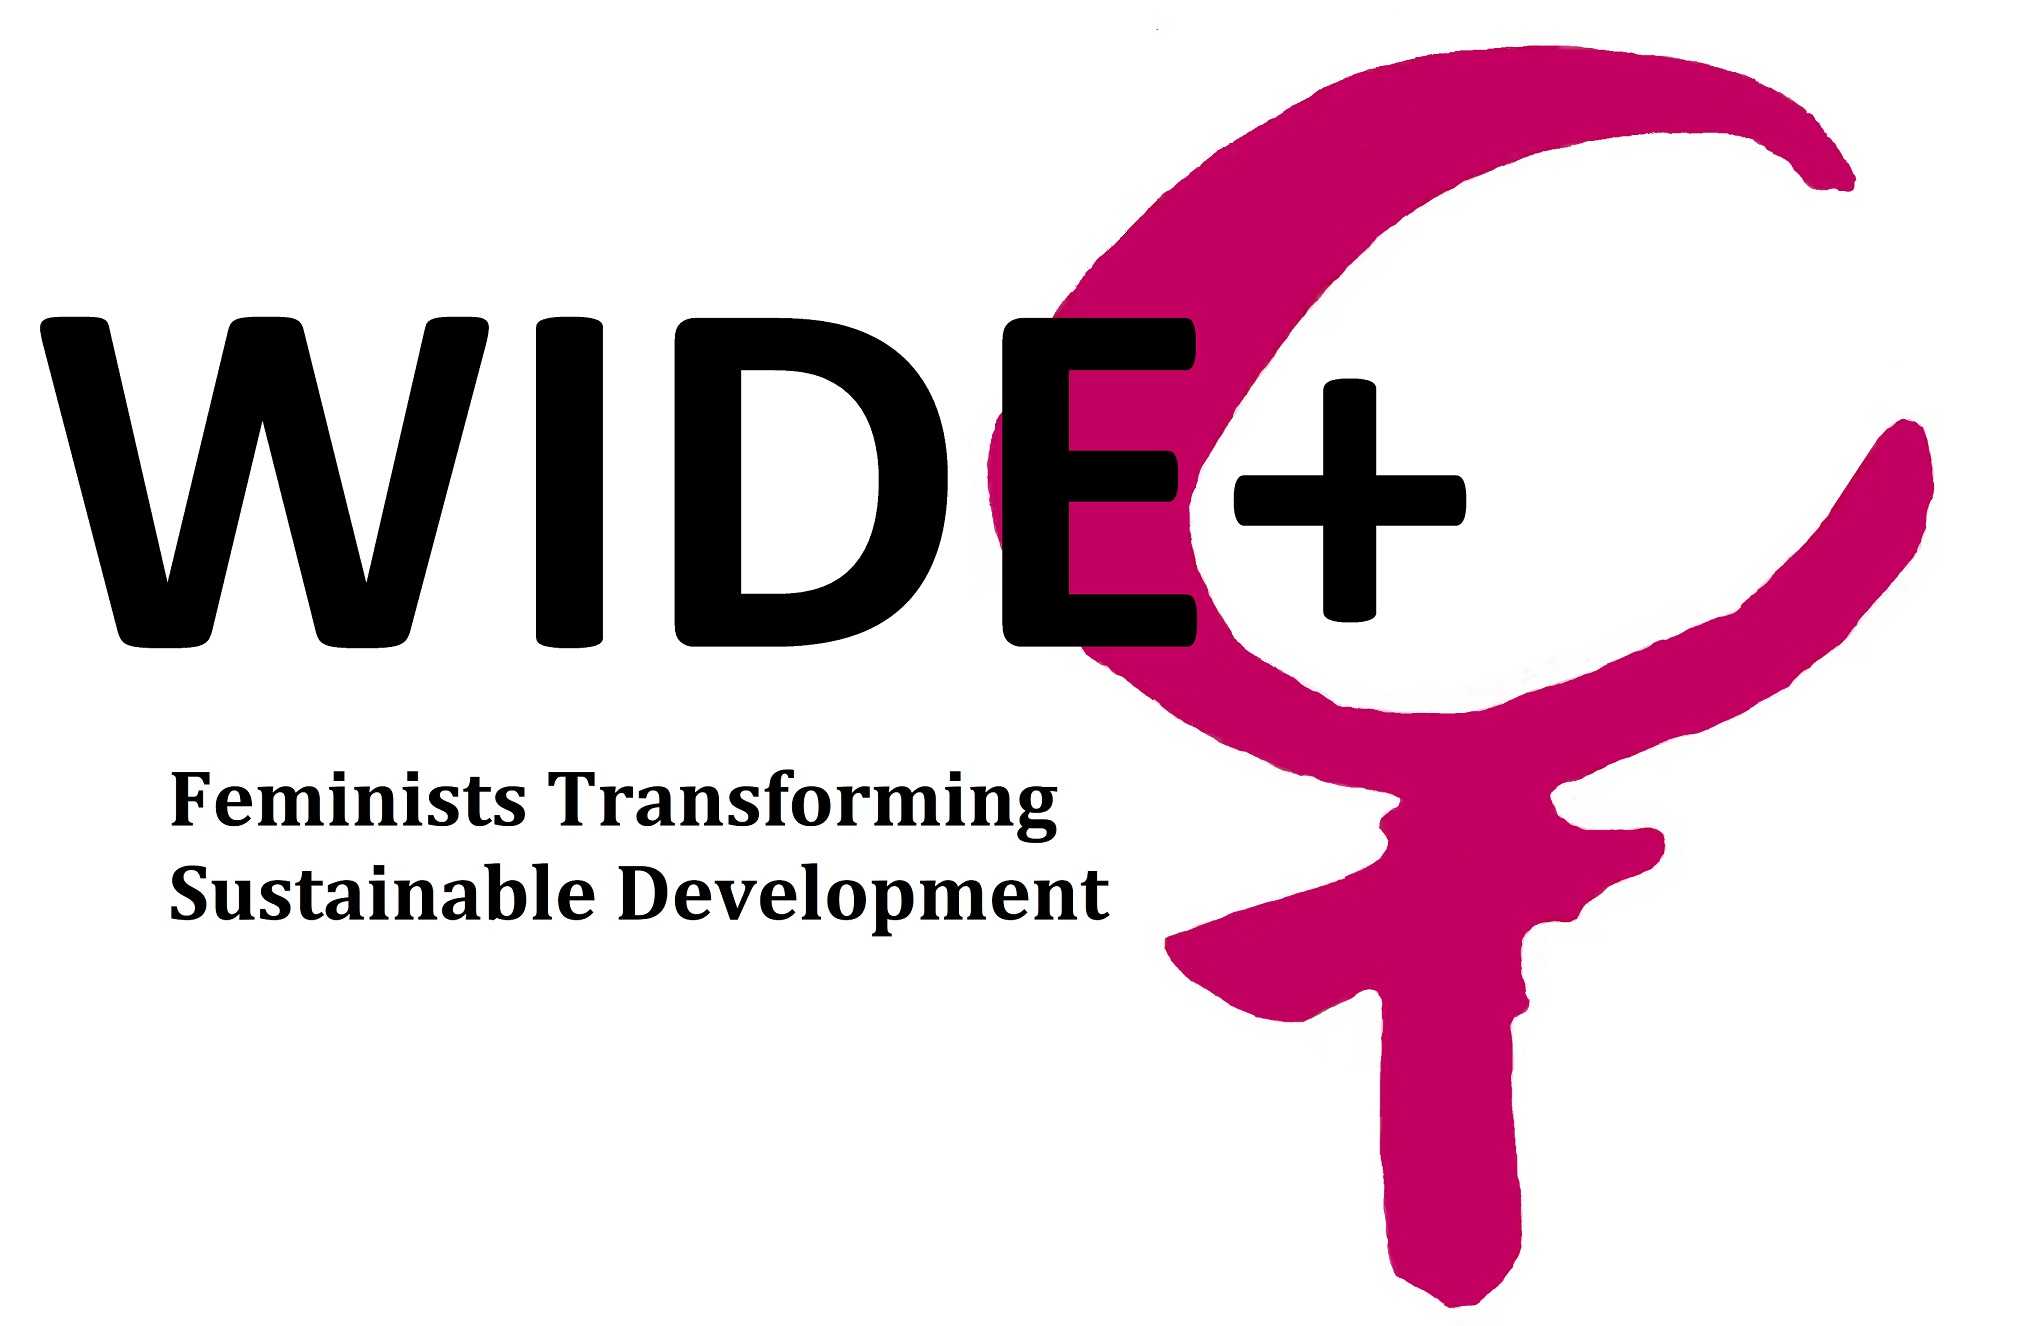 WIDE+
Feminists Transforming
Sustainable Development